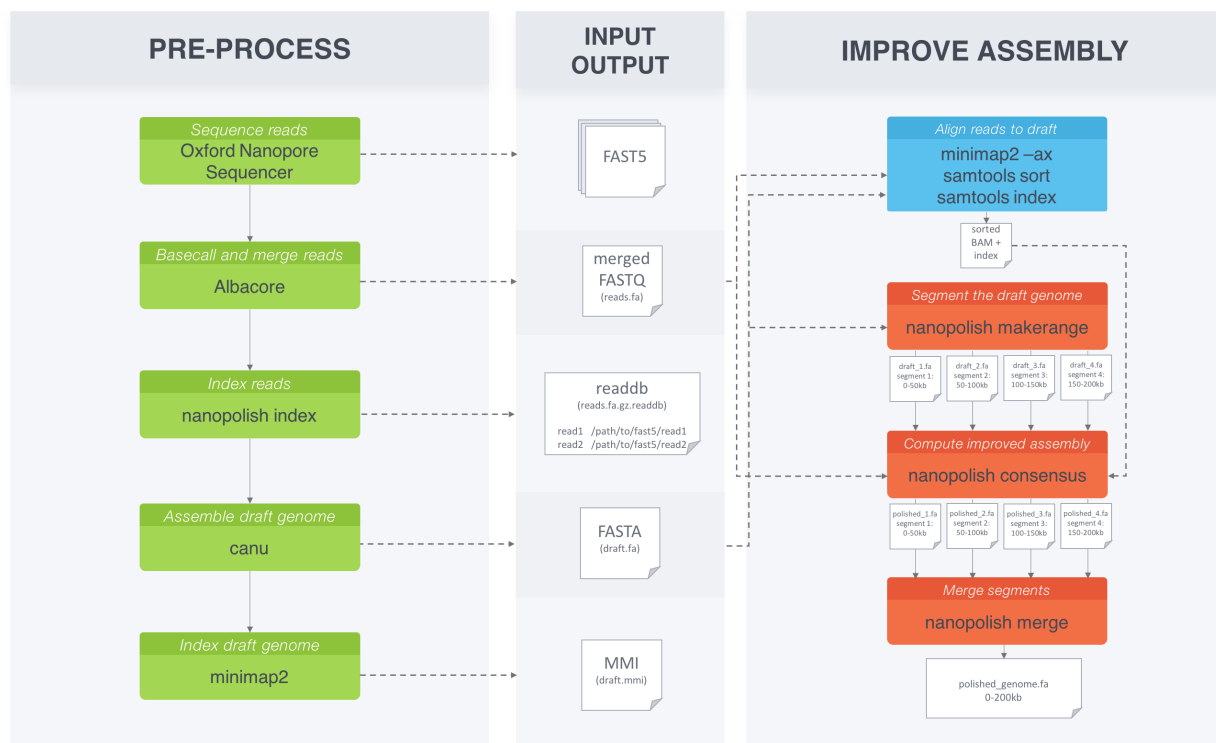 PRE-PROCESS
Sequence reads
Oxford Nanopore
Sequencer
Basecall and merge reads
Albacore
Index reads
nanopolish index
Assemble draft genome
canu
Index draft genome
minimap2
INPUT
OUTPUT
FAST5
merged
FASTQ
(reads.fa)
readdb
(reads.fa.gz.readdb)
read1 /path/to/fast5/read1
read2 /path/to/fast5/read2
FASTA
(draft.fa)
MMI
(draft.mmi)
IMPROVE ASSEMBLY
Align reads to draft
minimap2 –ax
samtools sort
samtools index
sorted
BAM +
index
Segment the draft genome
nanopolish makerange
draft_1.fa
segment 1:
0-50kb
draft_2.fa
segment 2:
50-100kb
draft_3.fa
segment 3:
100-150kb
draft_4.fa
segment 4:
150-200kb
Compute improved assembly
nanopolish consensus
polished_1.fa
segment 1:
0-50kb
polished_2.fa
segment 2:
50-100kb
polished_3.fa
segment 3:
100-150kb
polished_4.fa
segment 4:
150-200kb
Merge segments
nanopolish merge
polished_genome.fa
0-200kb